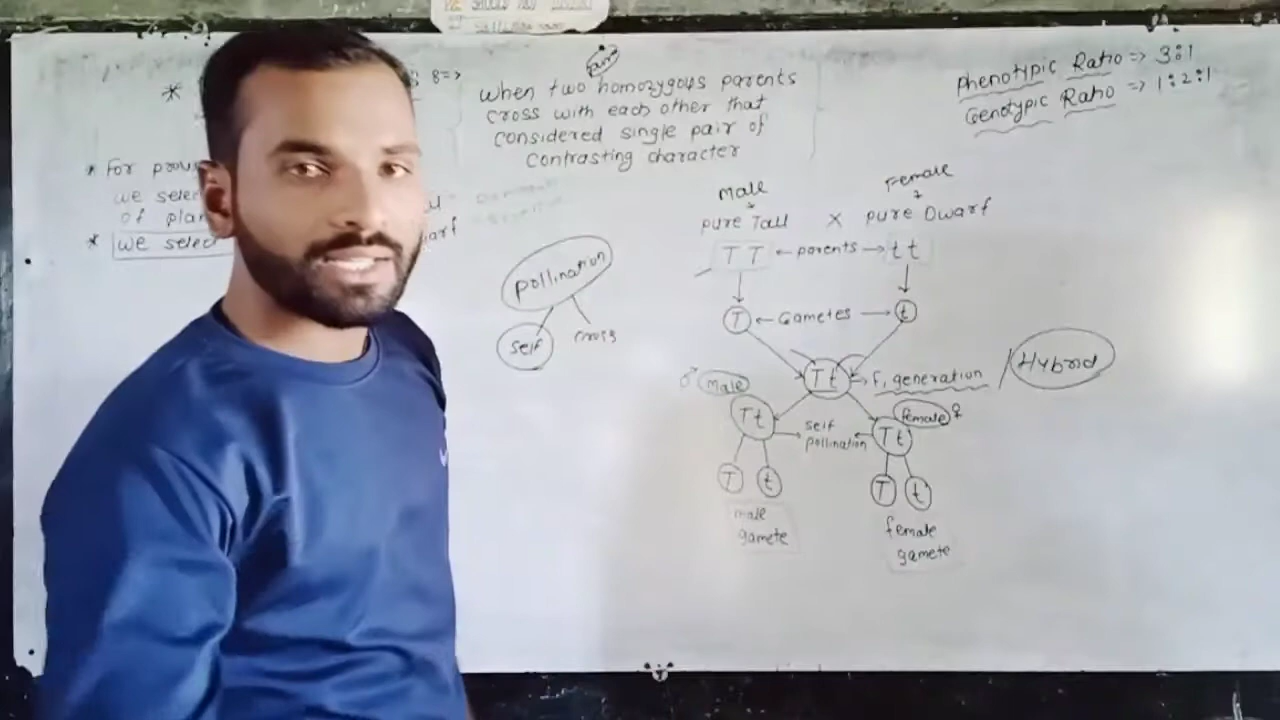 8=>
pure
when two homozygous parents
cross with each other that
considered single pair of
contrasting character
Phenotypic Ratio => 3:1
Genotypic Ratio => 1:2:1
* For
we
of
* we
pollination
self
cross
Male
Female
pure Tall X pure Dwarf
TT ← parents → tt
T ← Gametes → t
Tt → F1 generation / Hybrid
♂ male
female ♀
Tt
self
pollination
Tt
T t
T t
male
gamete
female
gamete